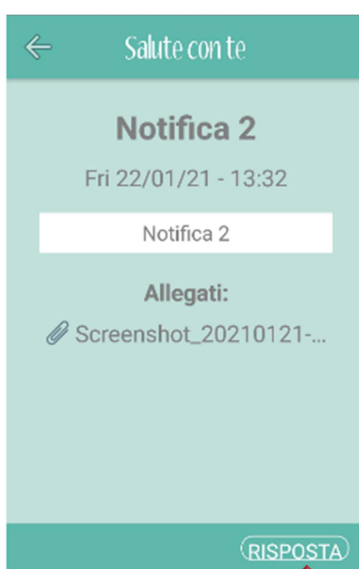 Salute con te
Notifica 2
Fri 22/01/21 - 13:32
Notifica 2
Allegati:
Screenshot_20210121-...
RISPOSTA